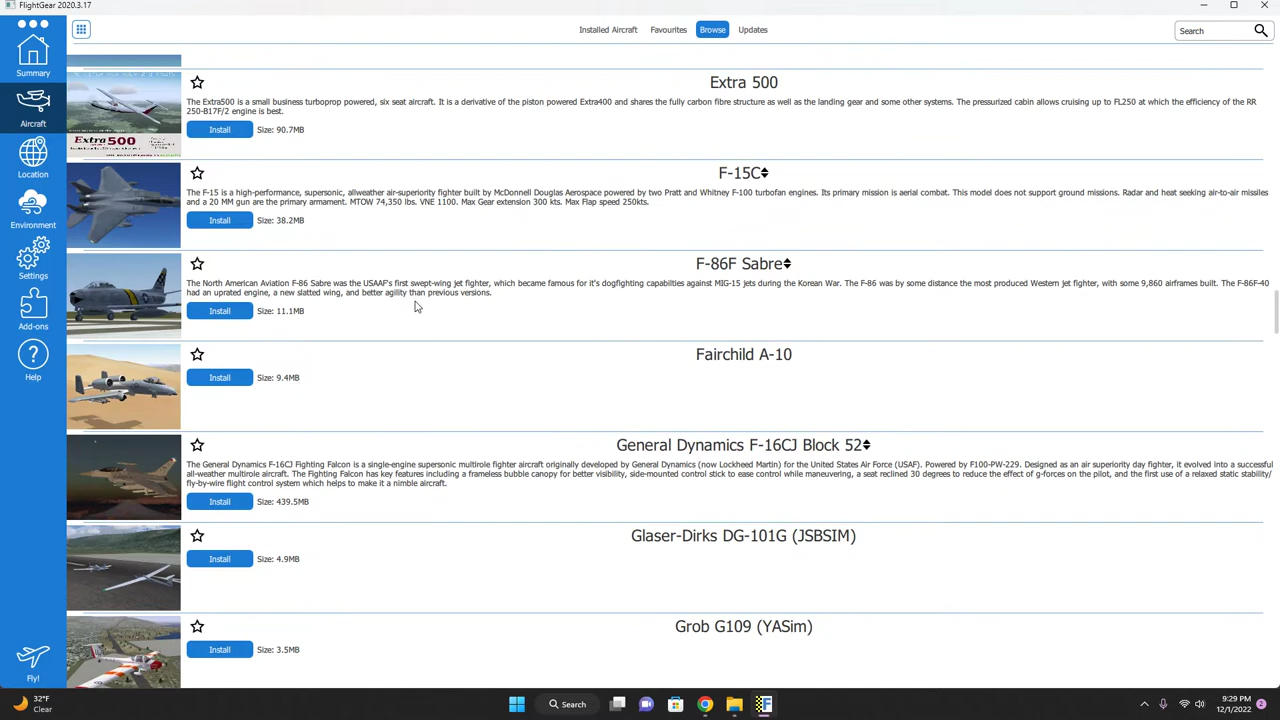 FlightGear 2020.3.17
Installed Aircraft
Favourites
Browse
Updates
Search
Summary
Aircraft
Location
Environment
Settings
Add-ons
Help
Fly!
Extra 500
The Extra500 is a small business turboprop powered, six seat aircraft. It is a derivative of the piston powered Extra400 and shares the fully carbon fibre structure as well as the landing gear and some other systems. The pressurized cabin allows cruising up to FL250 at which the efficiency of the RR
250-B17F/2 engine is best.
Install
Size: 90.7MB
Extra500
F-15C
The F-15 is a high-performance, supersonic, allweather air-superiority fighter built by McDonnell Douglas Aerospace powered by two Pratt and Whitney F-100 turbofan engines. Its primary mission is aerial combat. This model does not support ground missions. Radar and heat seeking air-to-air missiles
and a 20 MM gun are the primary armament. MTOW 74,350 lbs. VNE 1100. Max Gear extension 300 kts. Max Flap speed 250kts.
Install
Size: 38.2MB
F-86F Sabre
The North American Aviation F-86 Sabre was the USAAF's first swept-wing jet fighter, which became famous for it's dogfighting capabilties against MIG-15 jets during the Korean War. The F-86 was by some distance the most produced Western jet fighter, with some 9,860 airframes built. The F-86F-40
had an uprated engine, a new slatted wing, and better agility than previous versions.
Install
Size: 11.1MB
Fairchild A-10
Install
Size: 9.4MB
General Dynamics F-16CJ Block 52
The General Dynamics F-16CJ Fighting Falcon is a single-engine supersonic multirole fighter aircraft originally developed by General Dynamics (now Lockheed Martin) for the United States Air Force (USAF). Powered by F100-PW-229. Designed as an air superiority day fighter, it evolved into a successful
all-weather multirole aircraft. The Fighting Falcon has key features including a frameless bubble canopy for better visibility, side-mounted control stick to ease control while maneuvering, a seat reclined 30 degrees to reduce the effect of g-forces on the pilot, and the first use of a relaxed static stability/
fly-by-wire flight control system which helps to make it a nimble aircraft.
Install
Size: 439.5MB
Glaser-Dirks DG-101G (JSBSIM)
Install
Size: 4.9MB
Grob G109 (YASim)
Install
Size: 3.5MB
32°F
Clear
Search
9:29 PM
12/1/2022
2